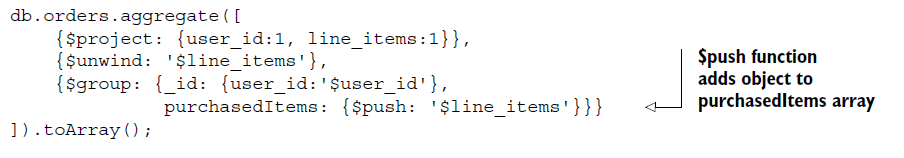 db.orders.aggregate([
    {$project: {user_id:1, line_items:1}},
    {$unwind: '$line_items'},
    {$group: {_id: {user_id:'$user_id'},
              purchasedItems: {$push: '$line_items'}}}
]).toArray();
$push function
adds object to
purchasedItems array